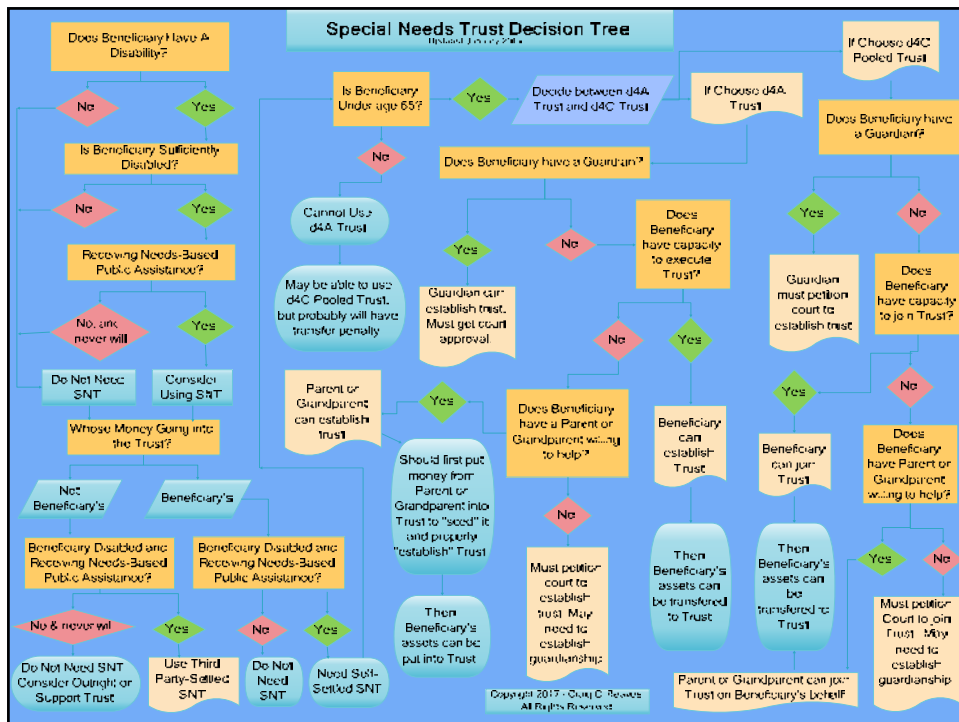 Special Needs Trust Decision Tree
Updated January
Does Beneficiary Have A
Disability?
No
Yes
Is Beneficiary Sufficiently
Disabled?
No
Yes
Receiving Needs-Based
Public Assistance?
No, and
never will
Yes
Do Not Need
SNT
Consider
Using SNT
Whose Money Going into
the Trust?
Not
Beneficiary's
Beneficiary's
Beneficiary Disabled and
Receiving Needs-Based
Public Assistance?
No & never will
Yes
Do Not Need SNT
Consider Outright or
Support Trust
Use Third
Party-Settled
SNT
Beneficiary Disabled and
Receiving Needs-Based
Public Assistance?
No
Yes
Do Not
Need SNT
Need Self-
Settled SNT
Is Beneficiary
Under age 65?
Yes
No
Cannot Use
d4A Trust
May be able to use
d4C Pooled Trust,
but probably will have
transfer penalty
Decide between d4A
Trust and d4C Trust
If Choose d4A
Trust
Does Beneficiary have a Guardian?
Yes
No
Guardian can
establish trust.
Must get court
approval.
Does
Beneficiary
have capacity
to execute
Trust?
No
Yes
Does Beneficiary
have a Parent or
Grandparent willing
to help?
Yes
No
Parent or
Grandparent
can establish
trust
Should first put
money from
Parent or
Grandparent into
Trust to "seed" it
and properly
"establish" Trust
Then
Beneficiary's
assets can be
put into Trust
Must petition
court to
establish
trust. May
need to
establish
guardianship
Beneficiary
can
establish
Trust
Then
Beneficiary's
assets can
be transfered
to Trust
If Choose d4C
Pooled Trust
Does Beneficiary have
a Guardian?
Yes
No
Guardian
must petition
court to
establish trust
Does
Beneficiary
have capacity
to join Trust?
Yes
No
Beneficiary
can join
Trust
Then
Beneficiary's
assets can
be
transfered to
Trust
Does
Beneficiary
have Parent or
Grandparent
willing to help?
Yes
No
Parent or Grandparent can join
Trust on Beneficiary's behalf
Must petition
Court to join
Trust. May
need to
establish
guardianship
Copyright 2017 - Craig C. Reaves
All Rights Reserved